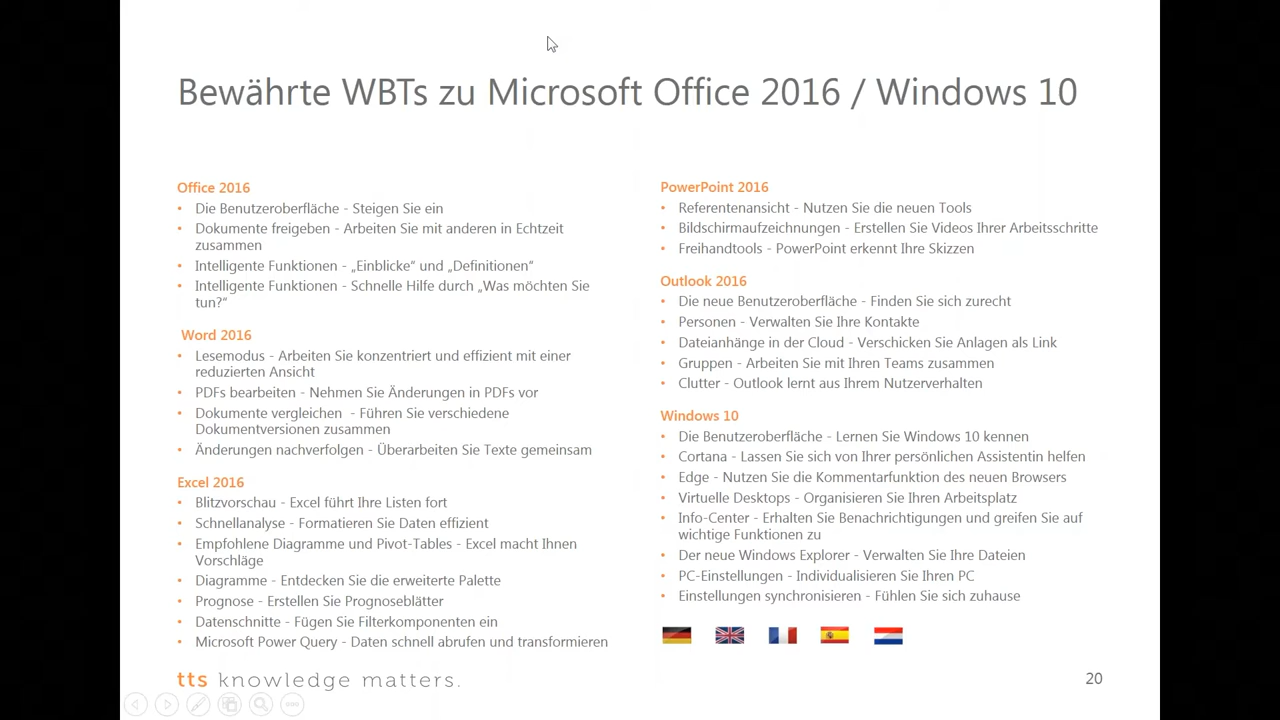 Bewährte WBTs zu Microsoft Office 2016 / Windows 10
Office 2016
• Die Benutzeroberfläche - Steigen Sie ein
• Dokumente freigeben - Arbeiten Sie mit anderen in Echtzeit
zusammen
• Intelligente Funktionen - „Einblicke“ und „Definitionen“
• Intelligente Funktionen - Schnelle Hilfe durch „Was möchten Sie
tun?“
Word 2016
• Lesemodus - Arbeiten Sie konzentriert und effizient mit einer
reduzierten Ansicht
• PDFs bearbeiten - Nehmen Sie Änderungen in PDFs vor
• Dokumente vergleichen - Führen Sie verschiedene
Dokumentversionen zusammen
• Änderungen nachverfolgen - Überarbeiten Sie Texte gemeinsam
Excel 2016
• Blitzvorschau - Excel führt Ihre Listen fort
• Schnellanalyse - Formatieren Sie Daten effizient
• Empfohlene Diagramme und Pivot-Tables - Excel macht Ihnen
Vorschläge
• Diagramme - Entdecken Sie die erweiterte Palette
• Prognose - Erstellen Sie Prognoseblätter
• Datenschnitte - Fügen Sie Filterkomponenten ein
• Microsoft Power Query - Daten schnell abrufen und transformieren
PowerPoint 2016
• Referentenansicht - Nutzen Sie die neuen Tools
• Bildschirmaufzeichnungen - Erstellen Sie Videos Ihrer Arbeitsschritte
• Freihandtools - PowerPoint erkennt Ihre Skizzen
Outlook 2016
• Die neue Benutzeroberfläche - Finden Sie sich zurecht
• Personen - Verwalten Sie Ihre Kontakte
• Dateianhänge in der Cloud - Verschicken Sie Anlagen als Link
• Gruppen - Arbeiten Sie mit Ihren Teams zusammen
• Clutter - Outlook lernt aus Ihrem Nutzerverhalten
Windows 10
• Die Benutzeroberfläche - Lernen Sie Windows 10 kennen
• Cortana - Lassen Sie sich von Ihrer persönlichen Assistentin helfen
• Edge - Nutzen Sie die Kommentarfunktion des neuen Browsers
• Virtuelle Desktops - Organisieren Sie Ihren Arbeitsplatz
• Info-Center - Erhalten Sie Benachrichtigungen und greifen Sie auf
wichtige Funktionen zu
• Der neue Windows Explorer - Verwalten Sie Ihre Dateien
• PC-Einstellungen - Individualisieren Sie Ihren PC
• Einstellungen synchronisieren - Fühlen Sie sich zuhause
tts knowledge matters.
20